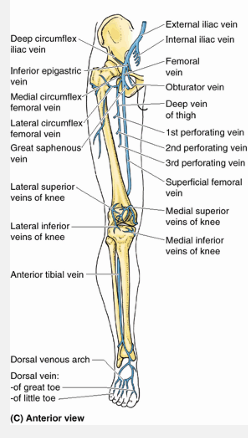 Deep circumflex
iliac vein
Inferior epigastric
vein
Medial circumflex
femoral vein
Lateral circumflex
femoral vein
Great saphenous
vein
Lateral superior
veins of knee
Lateral inferior
veins of knee
Anterior tibial vein
Dorsal venous arch
Dorsal vein:
-of great toe
-of little toe
External iliac vein
Internal iliac vein
Femoral
vein
Obturator vein
Deep vein
of thigh
1st perforating vein
2nd perforating vein
3rd perforating vein
Superficial femoral
vein
Medial superior
veins of knee
Medial inferior
veins of knee
(C) Anterior view